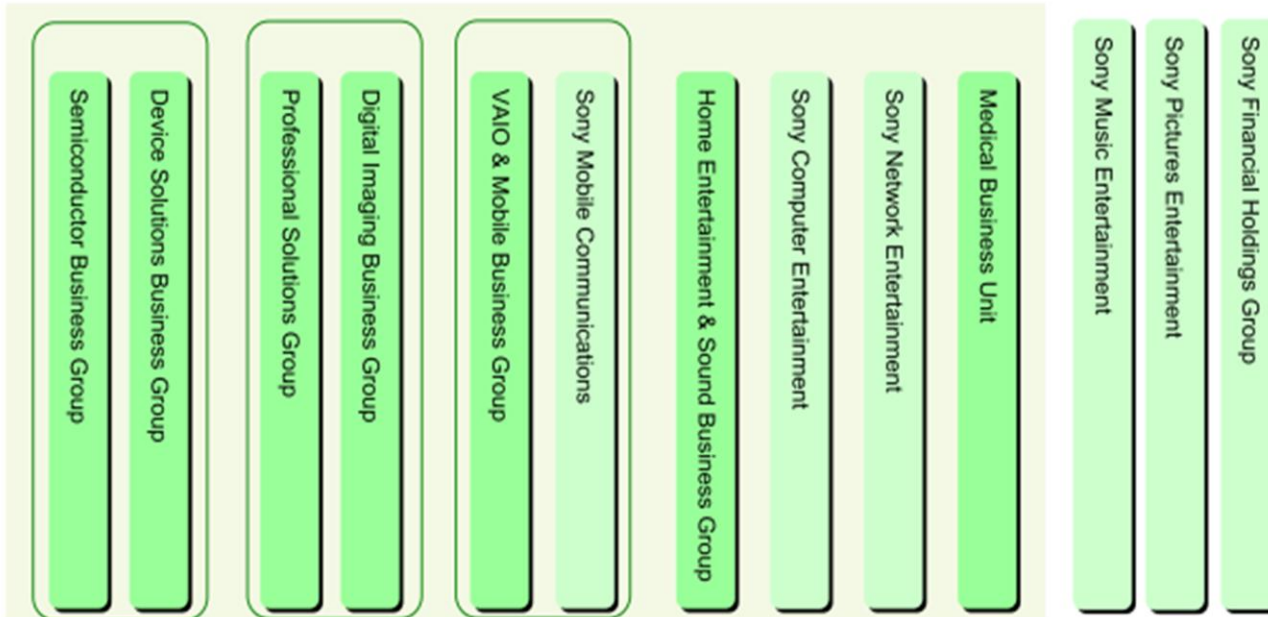 Semiconductor Business Group
Device Solutions Business Group
Professional Solutions Group
Digital Imaging Business Group
VAIO & Mobile Business Group
Sony Mobile Communications
Home Entertainment & Sound Business Group
Sony Computer Entertainment
Sony Network Entertainment
Medical Business Unit
Sony Music Entertainment
Sony Pictures Entertainment
Sony Financial Holdings Group